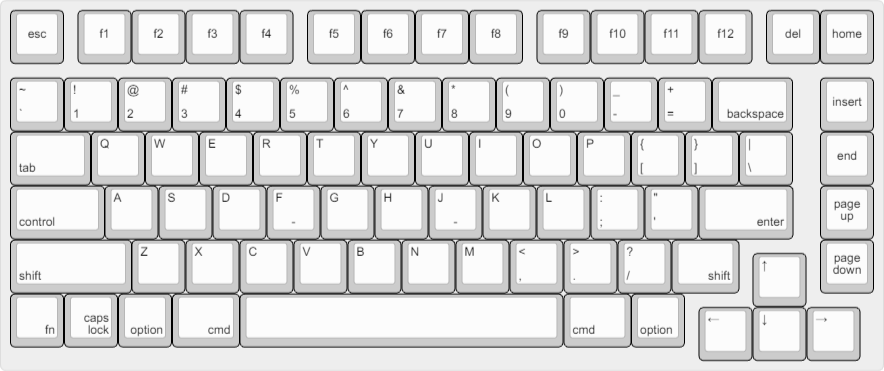 esc f1 f2 f3 f4 f5 f6 f7 f8 f9 f10 f11 f12 del home
~ ! @ # $ % ^ & * ( ) _ +
` 1 2 3 4 5 6 7 8 9 0 - = backspace insert
Q W E R T Y U I O P { } |
tab [ ] \ end
A S D F G H J K L : "
control - - ; ' enter page up
Z X C V B N M < > ?
shift , . / shift ↑ page down
fn caps lock option cmd cmd option ← ↓ →